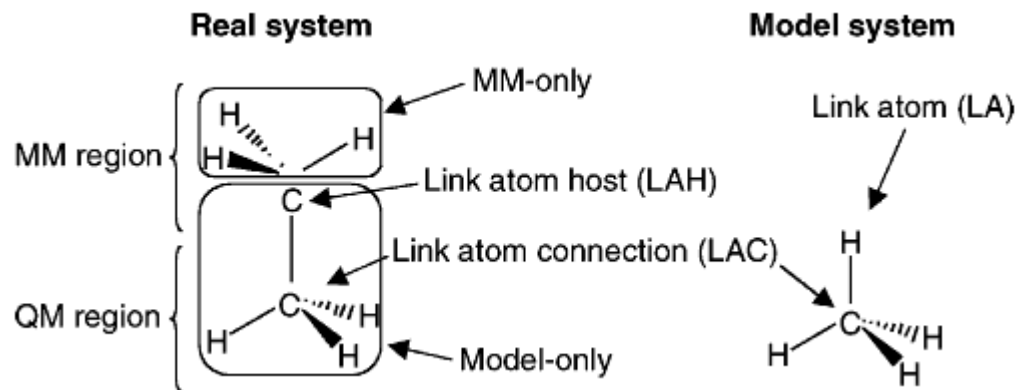 Real system
Model system
MM-only
Link atom (LA)
MM region
H
H
H
C
Link atom host (LAH)
Link atom connection (LAC)
H
QM region
C
H
H
H
C
H
H
H
Model-only